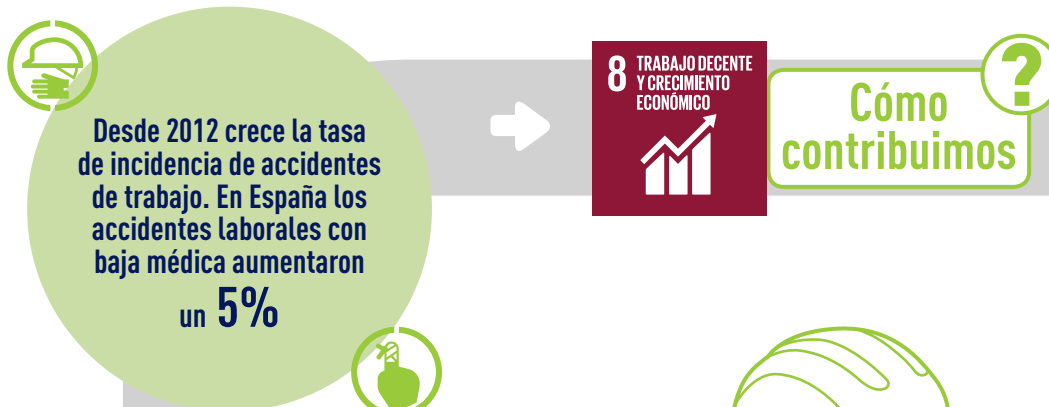 Desde 2012 crece la tasa
de incidencia de accidentes
de trabajo. En España los
accidentes laborales con
baja médica aumentaron
un 5%
8 TRABAJO DECENTE
Y CRECIMIENTO
ECONÓMICO
Cómo
contribuimos
?